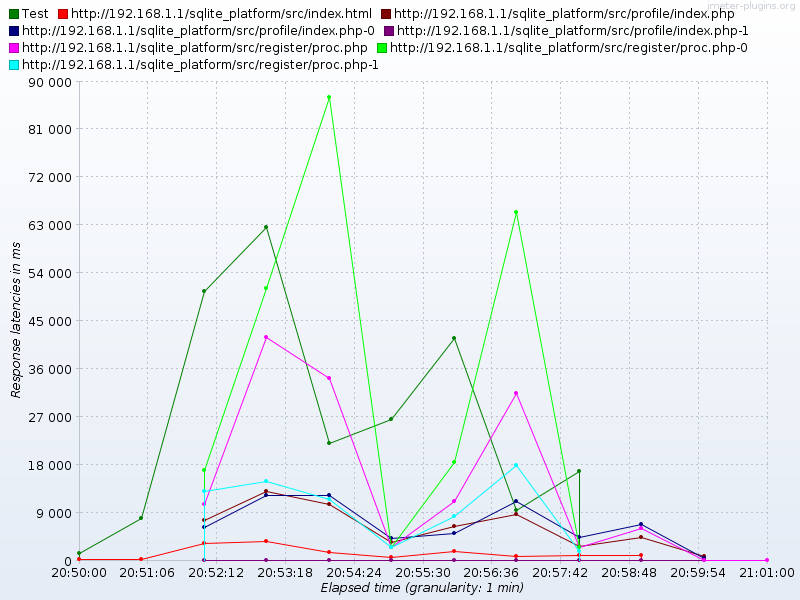 jmeter-plugins.org
Test http://192.168.1.1/sqlite_platform/src/index.html http://192.168.1.1/sqlite_platform/src/profile/index.php
http://192.168.1.1/sqlite_platform/src/profile/index.php-0 http://192.168.1.1/sqlite_platform/src/profile/index.php-1
http://192.168.1.1/sqlite_platform/src/register/proc.php http://192.168.1.1/sqlite_platform/src/register/proc.php-0
http://192.168.1.1/sqlite_platform/src/register/proc.php-1
90 000
81 000
72 000
63 000
54 000
45 000
36 000
27 000
18 000
9 000
0
Response latencies in ms
20:50:00 20:51:06 20:52:12 20:53:18 20:54:24 20:55:30 20:56:36 20:57:42 20:58:48 20:59:54 21:01:00
Elapsed time (granularity: 1 min)